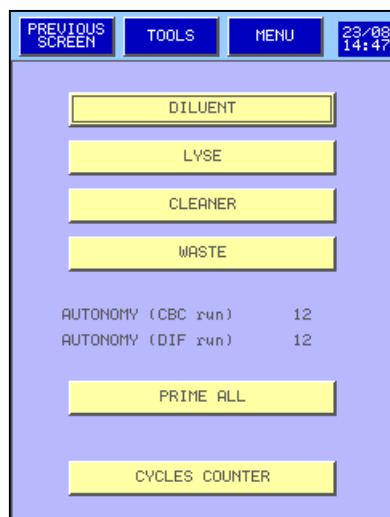 PREVIOUS SCREEN
TOOLS
MENU
23/08
14:47
DILUENT
LYSE
CLEANER
WASTE
AUTONOMY (CBC run) 12
AUTONOMY (DIF run) 12
PRIME ALL
CYCLES COUNTER